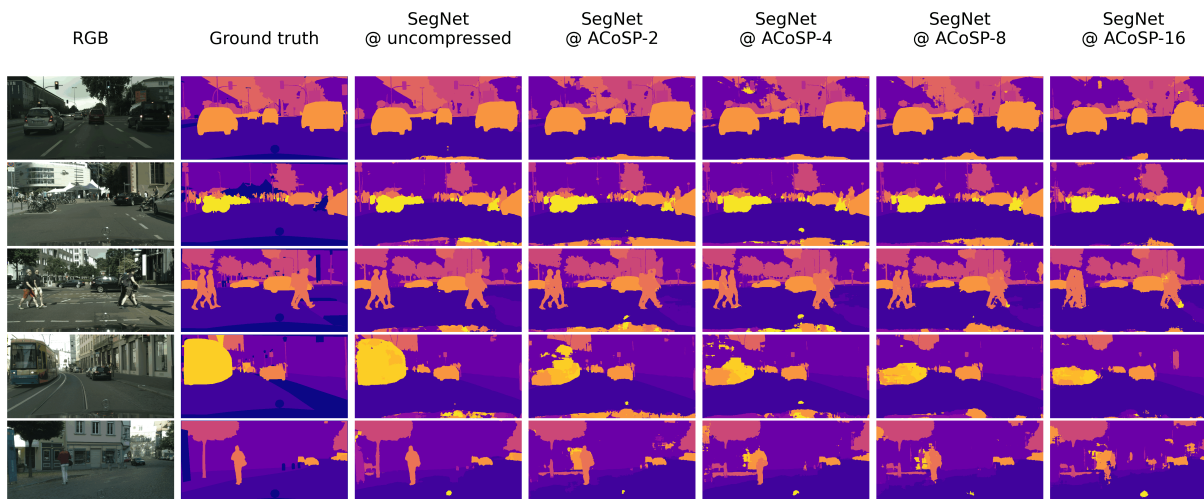 RGB
Ground truth
SegNet
@ uncompressed
SegNet
@ ACoSP-2
SegNet
@ ACoSP-4
SegNet
@ ACoSP-8
SegNet
@ ACoSP-16